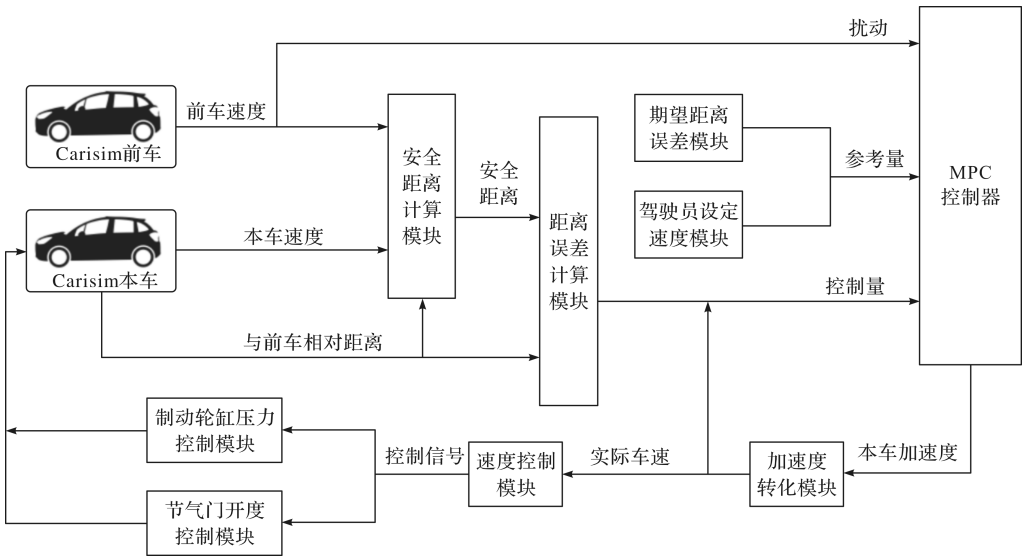 扰动
前车速度
Carisim前车
安全
距离
计算
模块
安全
距离
期望距离
误差模块
参考量
MPC
控制器
驾驶员设定
速度模块
本车速度
Carisim本车
距离
误差
计算
模块
控制量
与前车相对距离
制动轮缸压力
控制模块
控制信号
速度控制
模块
实际车速
加速度
转化模块
本车加速度
节气门开度
控制模块